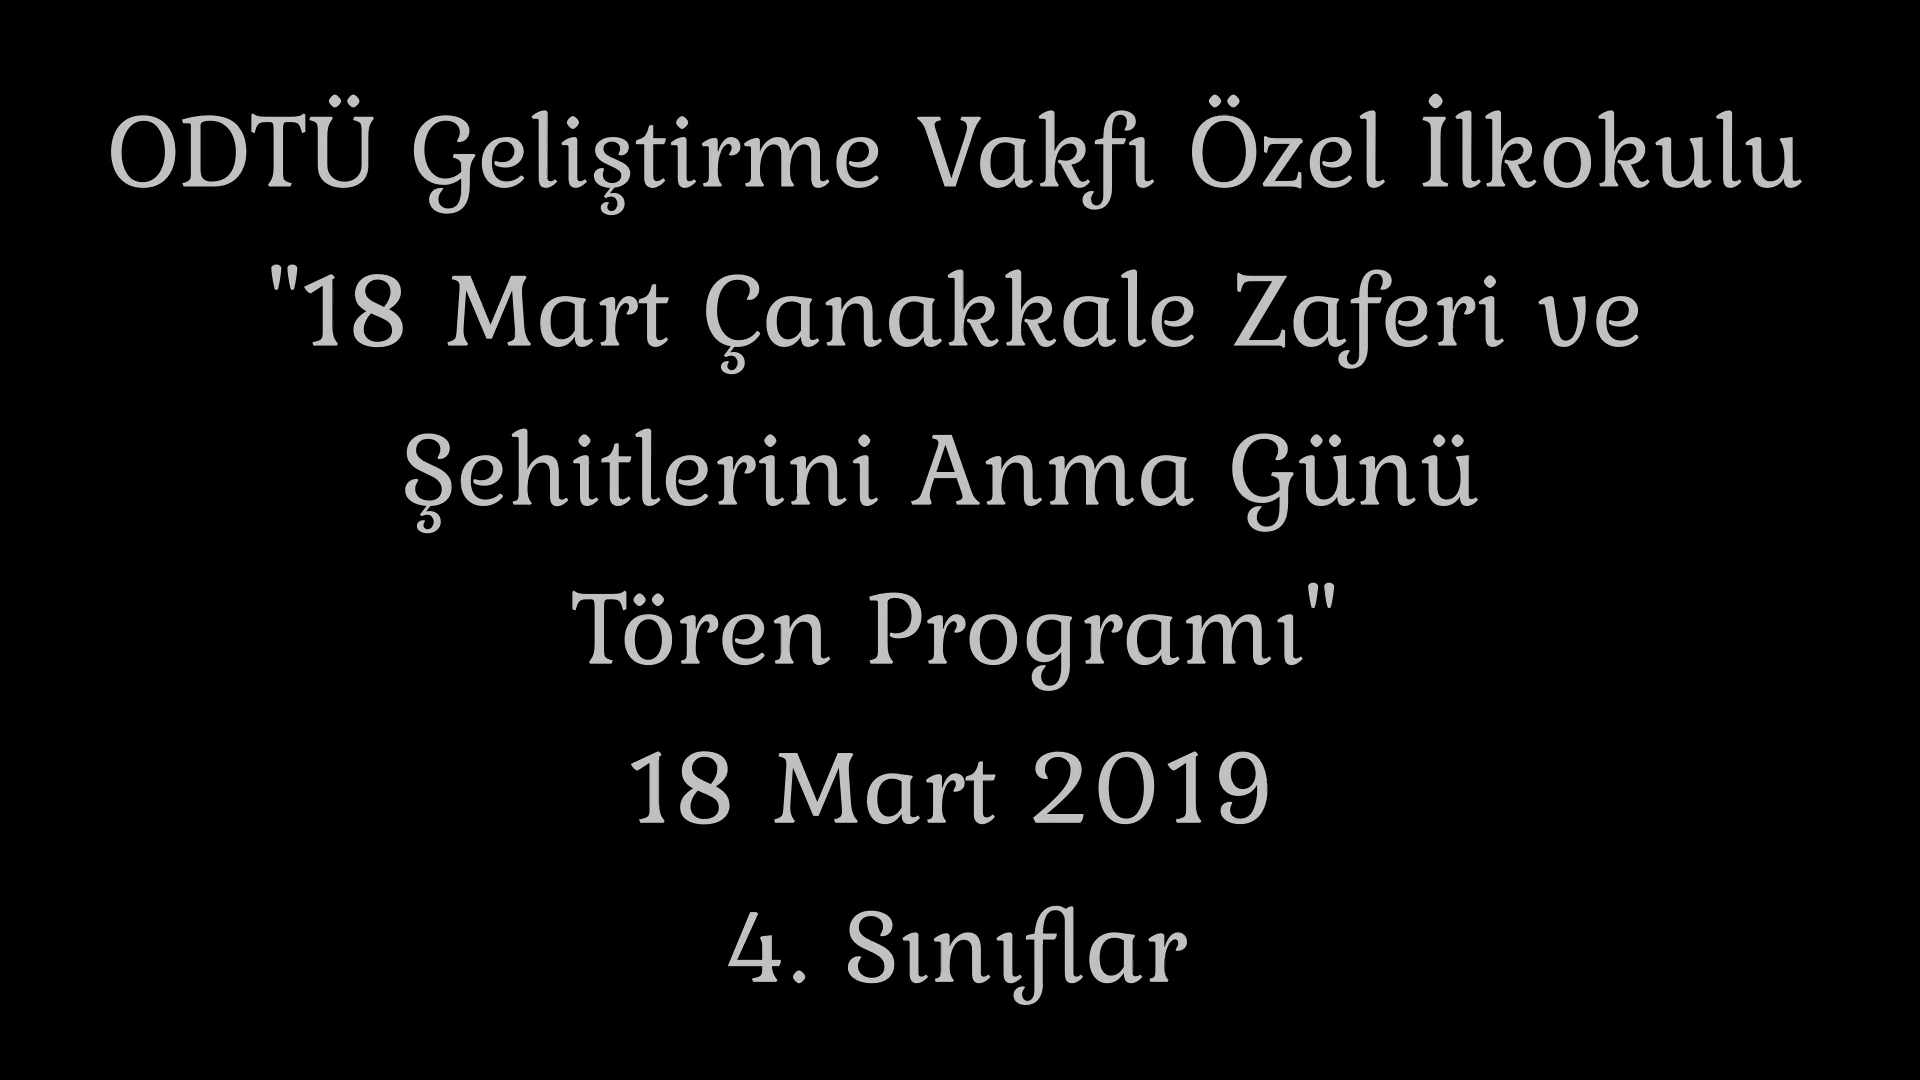 ODTÜ Geliştirme Vakfı Özel İlkokulu
"18 Mart Çanakkale Zaferi ve
Şehitlerini Anma Günü
Tören Programı"
18 Mart 2019
4. Sınıflar